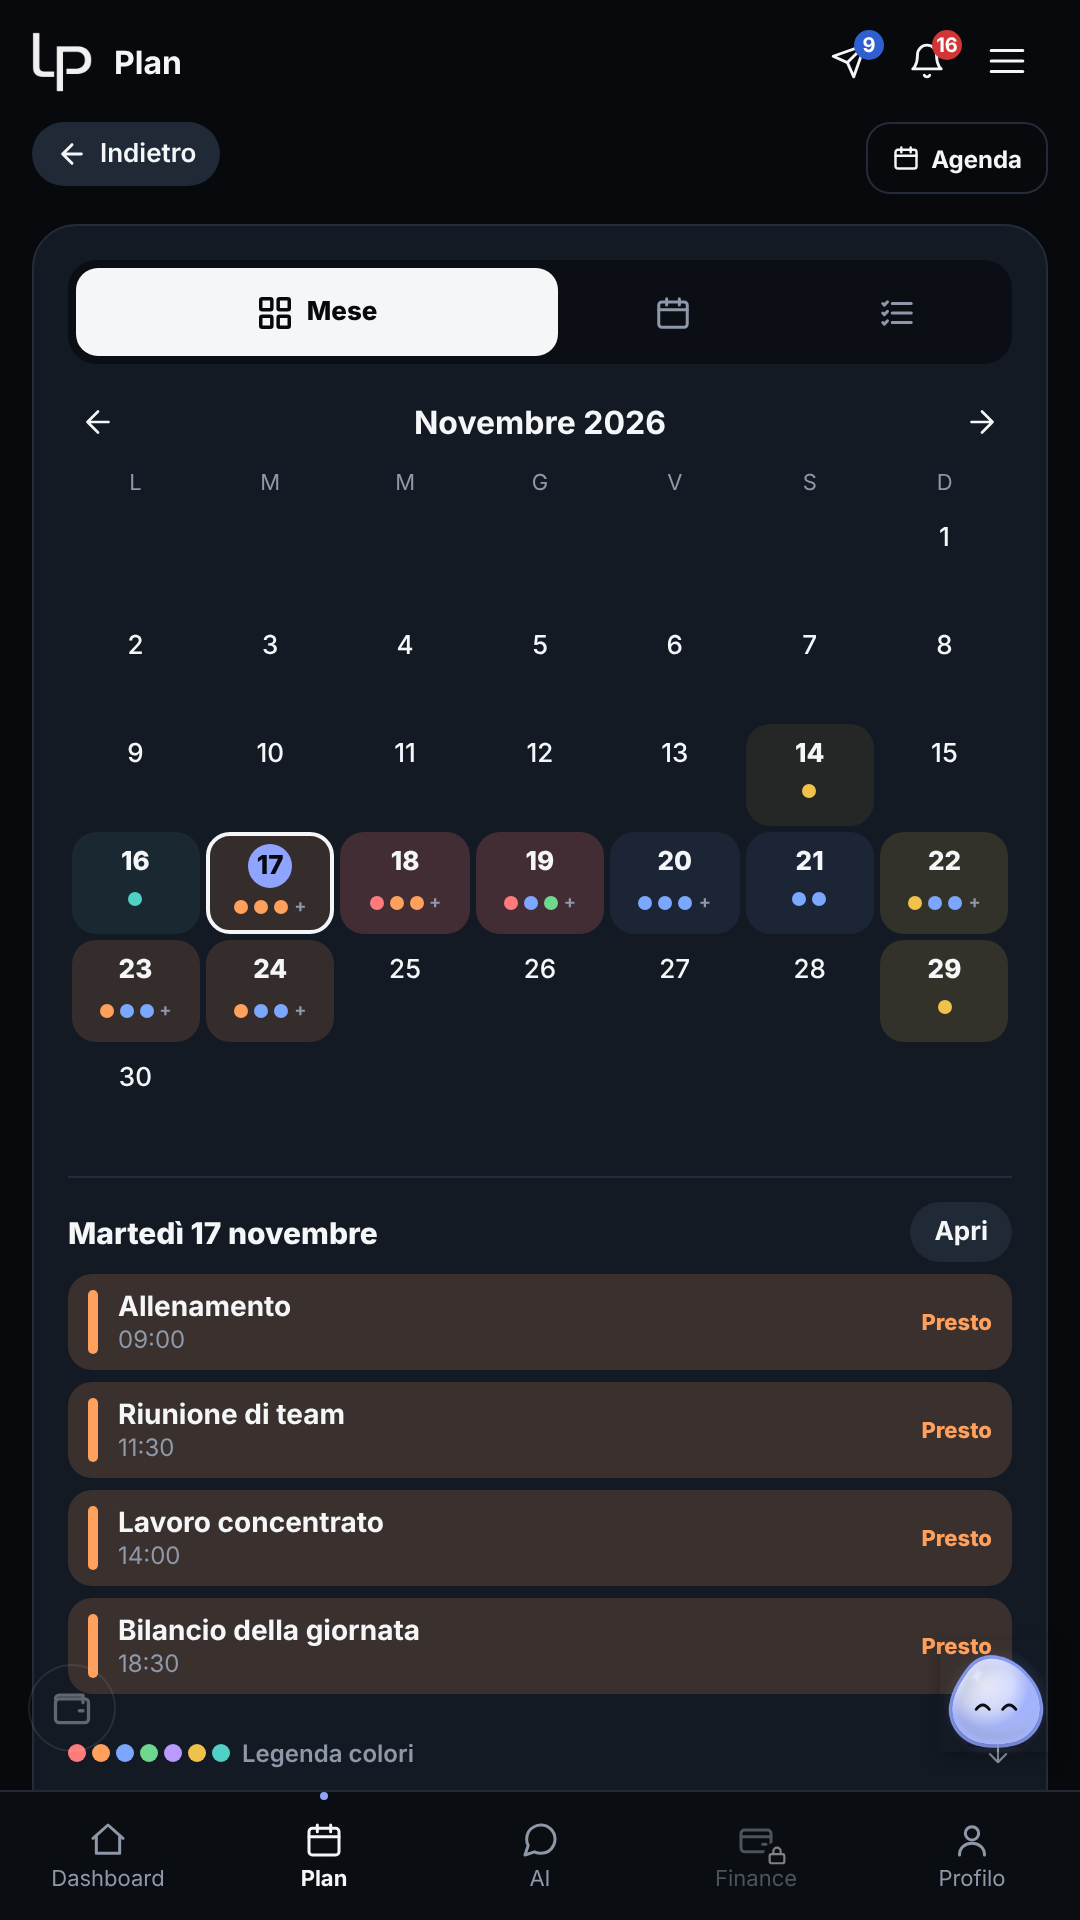 LP Plan 9 16
Indietro Agenda
Mese
Novembre 2026
L M M G V S D
1
2 3 4 5 6 7 8
9 10 11 12 13 14 15
16 17 18 19 20 21 22
+ + + + +
23 24 25 26 27 28 29
+ +
30
Martedì 17 novembre Apri
Allenamento
09:00 Presto
Riunione di team
11:30 Presto
Lavoro concentrato
14:00 Presto
Bilancio della giornata
18:30 Presto
Legenda colori
Dashboard Plan AI Finance Profilo